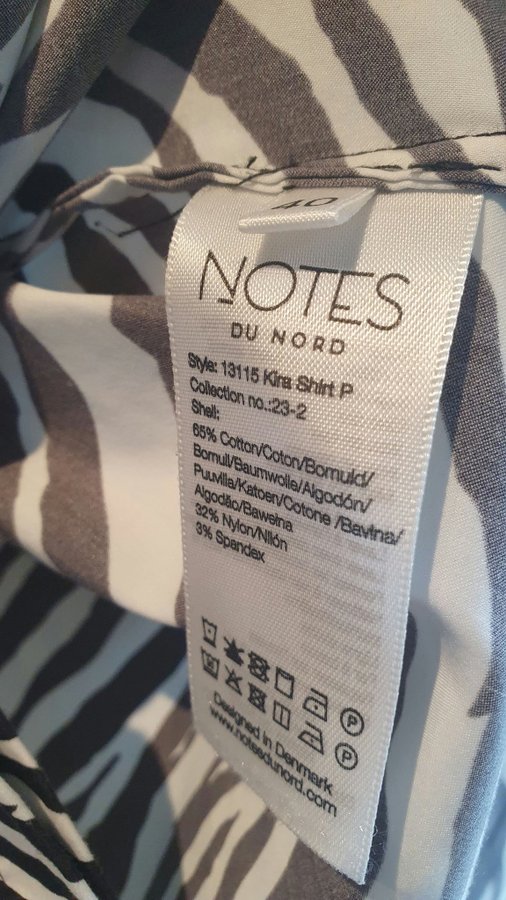 40
NOTES
DU NORD
Style: 13115 Kira Shirt P
Collection no.:23-2
Shell:
65% Cotton/Coton/Bomuld/
Bomull/Baumwolle/Algodón/
Puuvilla/Katoen/Cotone /Bavlna/
Algodão/Bawełna
32% Nylon/Nilón
3% Spandex
P
P
Designed in Denmark
www.notesdunord.com